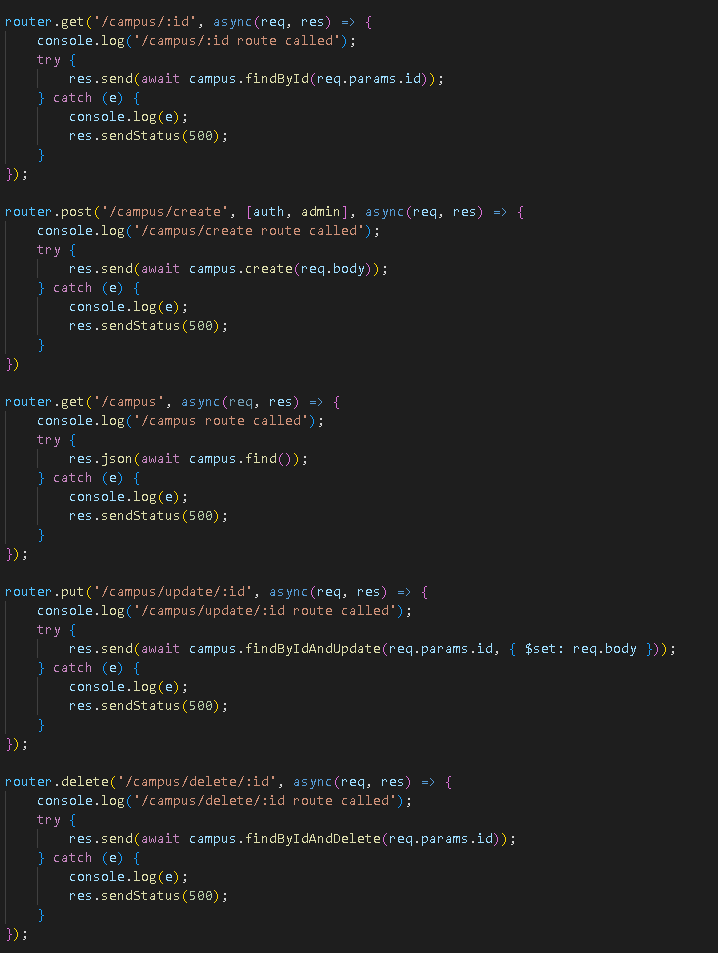 router.get('/campus/:id', async(req, res) => {
    console.log('/campus/:id route called');
    try {
        res.send(await campus.findById(req.params.id));
    } catch (e) {
        console.log(e);
        res.sendStatus(500);
    }
});

router.post('/campus/create', [auth, admin], async(req, res) => {
    console.log('/campus/create route called');
    try {
        res.send(await campus.create(req.body));
    } catch (e) {
        console.log(e);
        res.sendStatus(500);
    }
})

router.get('/campus', async(req, res) => {
    console.log('/campus route called');
    try {
        res.json(await campus.find());
    } catch (e) {
        console.log(e);
        res.sendStatus(500);
    }
});

router.put('/campus/update/:id', async(req, res) => {
    console.log('/campus/update/:id route called');
    try {
        res.send(await campus.findByIdAndUpdate(req.params.id, { $set: req.body }));
    } catch (e) {
        console.log(e);
        res.sendStatus(500);
    }
});

router.delete('/campus/delete/:id', async(req, res) => {
    console.log('/campus/delete/:id route called');
    try {
        res.send(await campus.findByIdAndDelete(req.params.id));
    } catch (e) {
        console.log(e);
        res.sendStatus(500);
    }
});